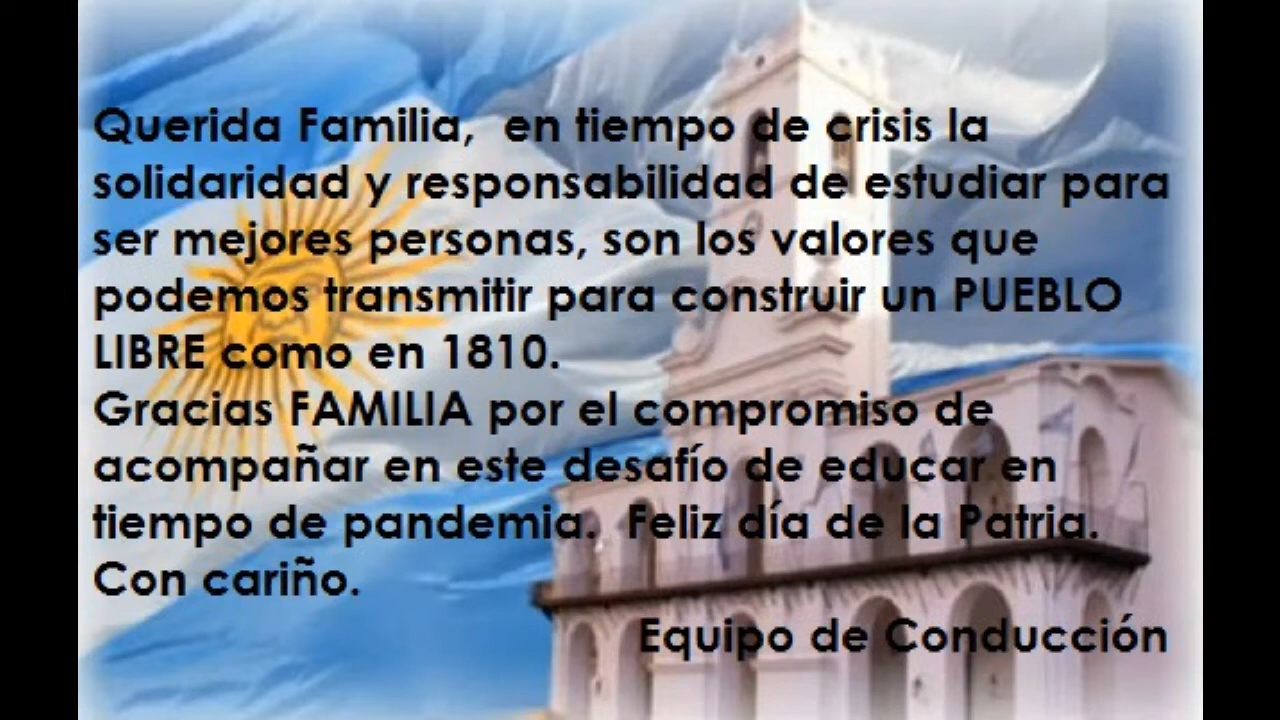 Querida Familia,  en tiempo de crisis la
solidaridad y responsabilidad de estudiar para
ser mejores personas, son los valores que
podemos transmitir para construir un PUEBLO
LIBRE como en 1810.
Gracias FAMILIA por el compromiso de
acompañar en este desafío de educar en
tiempo de pandemia.  Feliz día de la Patria.
Con cariño.
Equipo de Conducción